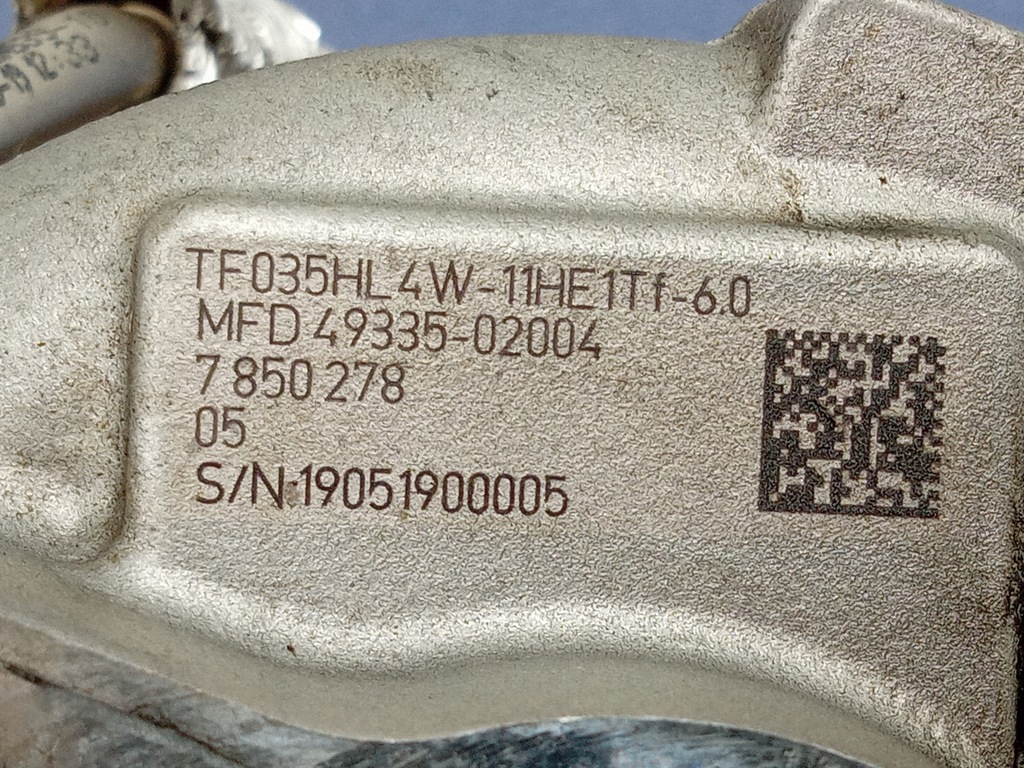 TF035HL4W-11HE1Tf-6.0
MFD 49335-02004
7 850 278
05
S/N:19051900005